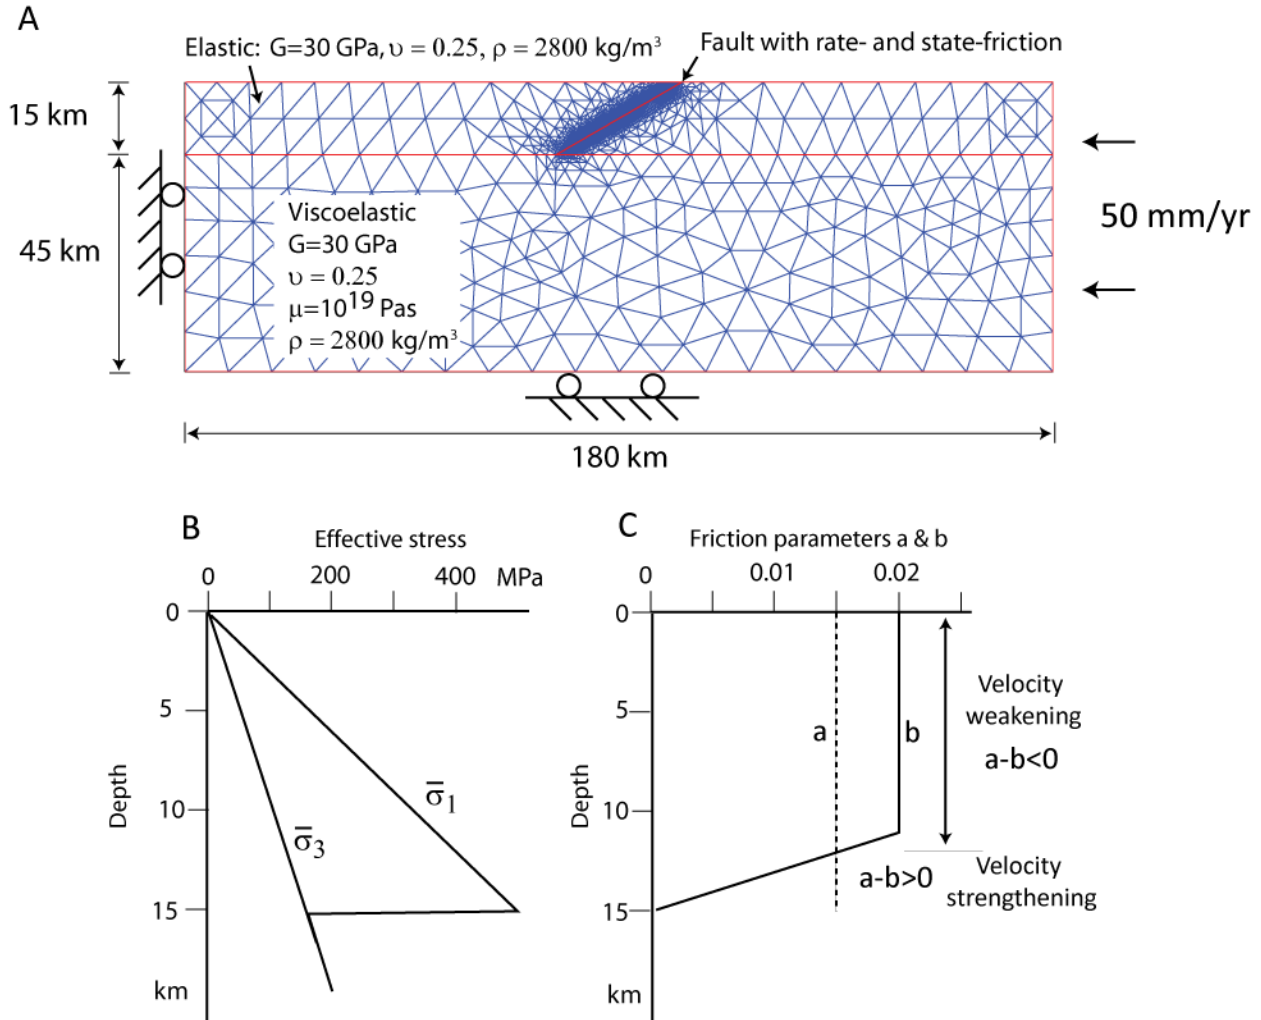 A
Elastic: G=30 GPa, υ = 0.25, ρ = 2800 kg/m³
Fault with rate- and state-friction
15 km
45 km
Viscoelastic
G=30 GPa
υ = 0.25
μ=10¹⁹ Pas
ρ = 2800 kg/m³
50 mm/yr
180 km
B
Effective stress
0 200 400 MPa
0
5
10
15
km
Depth
σ̄₁
σ̄₃
C
Friction parameters a & b
0 0.01 0.02
0
5
10
15
km
Depth
a
b
Velocity
weakening
a-b<0
a-b>0
Velocity
strengthening